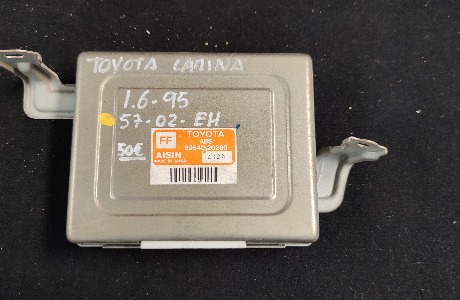 TOYOTA CARINA
1.6-95
57-02-EH
50€
FF
TOYOTA
ABS
89540-20280
AISIN
MADE IN JAPAN